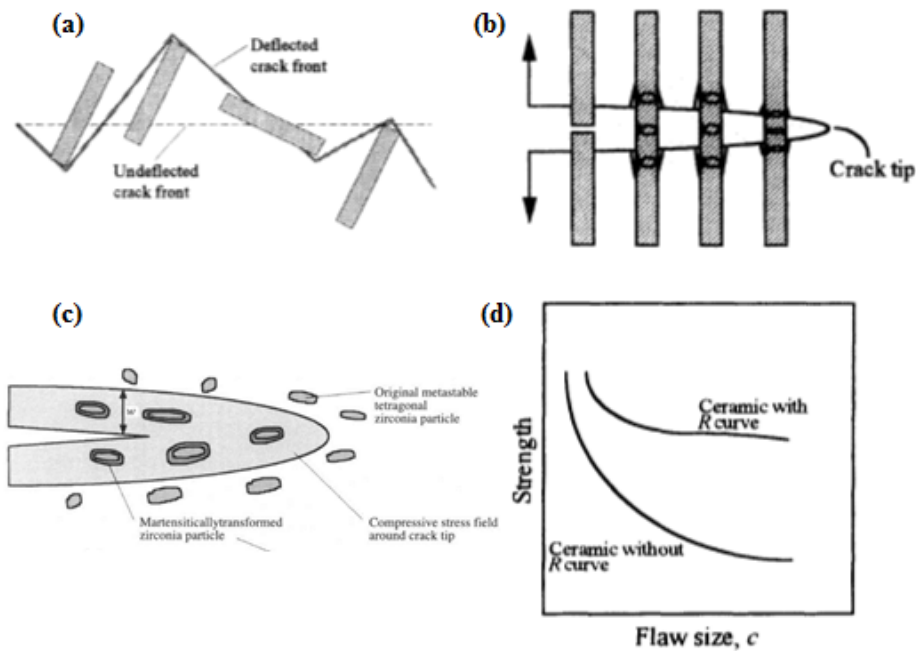 (a)
Deflected
crack front
Undeflected
crack front
(b)
Crack tip
(c)
w
Original metastable
tetragonal
zirconia particle
Martensiticallytransformed
zirconia particle
Compressive stress field
around crack tip
(d)
Strength
Ceramic with
R curve
Ceramic without
R curve
Flaw size, c